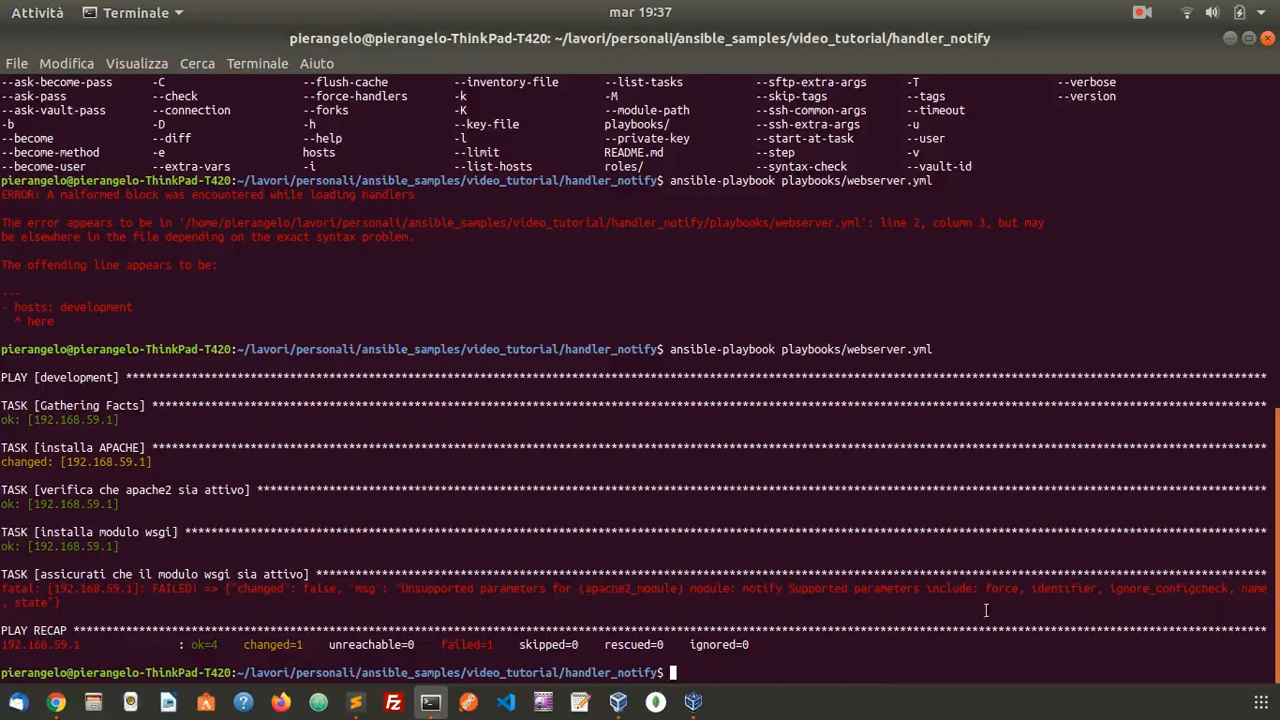 Attività Terminale mar 19:37
pierangelo@pierangelo-ThinkPad-T420: ~/lavori/personali/ansible_samples/video_tutorial/handler_notify
File Modifica Visualizza Cerca Terminale Aiuto
--ask-become-pass -C --flush-cache --inventory-file --list-tasks --sftp-extra-args -T --verbose
--ask-pass --check --force-handlers -k -M --skip-tags --tags --version
--ask-vault-pass --connection --forks -K --module-path --ssh-common-args --timeout
-b -D -h --key-file playbooks/ --ssh-extra-args -u
--become --diff --help -l --private-key --start-at-task --user
--become-method -e hosts --limit README.md --step -v
--become-user --extra-vars -i --list-hosts roles/ --syntax-check --vault-id
pierangelo@pierangelo-ThinkPad-T420:~/lavori/personali/ansible_samples/video_tutorial/handler_notify$ ansible-playbook playbooks/webserver.yml
ERROR! A malformed block was encountered while loading handlers
The error appears to be in '/home/pierangelo/lavori/personali/ansible_samples/video_tutorial/handler_notify/playbooks/webserver.yml': line 2, column 3, but may
be elsewhere in the file depending on the exact syntax problem.
The offending line appears to be:
---
- hosts: development
^ here
pierangelo@pierangelo-ThinkPad-T420:~/lavori/personali/ansible_samples/video_tutorial/handler_notify$ ansible-playbook playbooks/webserver.yml
PLAY [development] ****************************************************************************************************
TASK [Gathering Facts] ****************************************************************************************************
ok: [192.168.59.1]
TASK [installa APACHE] ****************************************************************************************************
changed: [192.168.59.1]
TASK [verifica che apache2 sia attivo] ****************************************************************************************************
ok: [192.168.59.1]
TASK [installa modulo wsgi] ****************************************************************************************************
ok: [192.168.59.1]
TASK [assicurati che il modulo wsgi sia attivo] ****************************************************************************************************
fatal: [192.168.59.1]: FAILED! => {"changed": false, "msg": "Unsupported parameters for (apache2_module) module: notify Supported parameters include: force, identifier, ignore_configcheck, name
, state"}
PLAY RECAP ****************************************************************************************************
192.168.59.1 : ok=4 changed=1 unreachable=0 failed=1 skipped=0 rescued=0 ignored=0
pierangelo@pierangelo-ThinkPad-T420:~/lavori/personali/ansible_samples/video_tutorial/handler_notify$